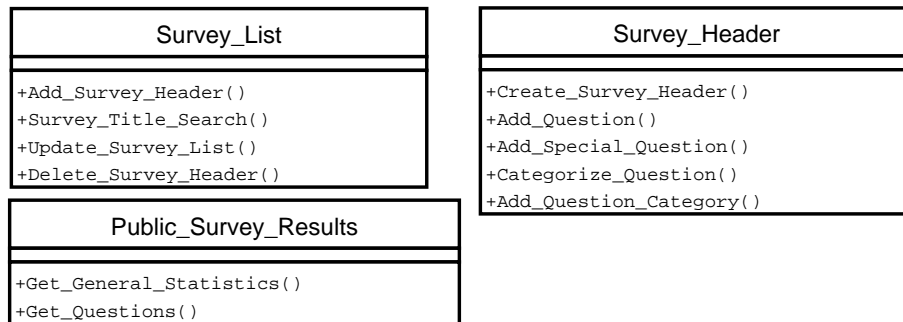 Survey_List
+Add_Survey_Header()
+Survey_Title_Search()
+Update_Survey_List()
+Delete_Survey_Header()
Survey_Header
+Create_Survey_Header()
+Add_Question()
+Add_Special_Question()
+Categorize_Question()
+Add_Question_Category()
Public_Survey_Results
+Get_General_Statistics()
+Get_Questions()